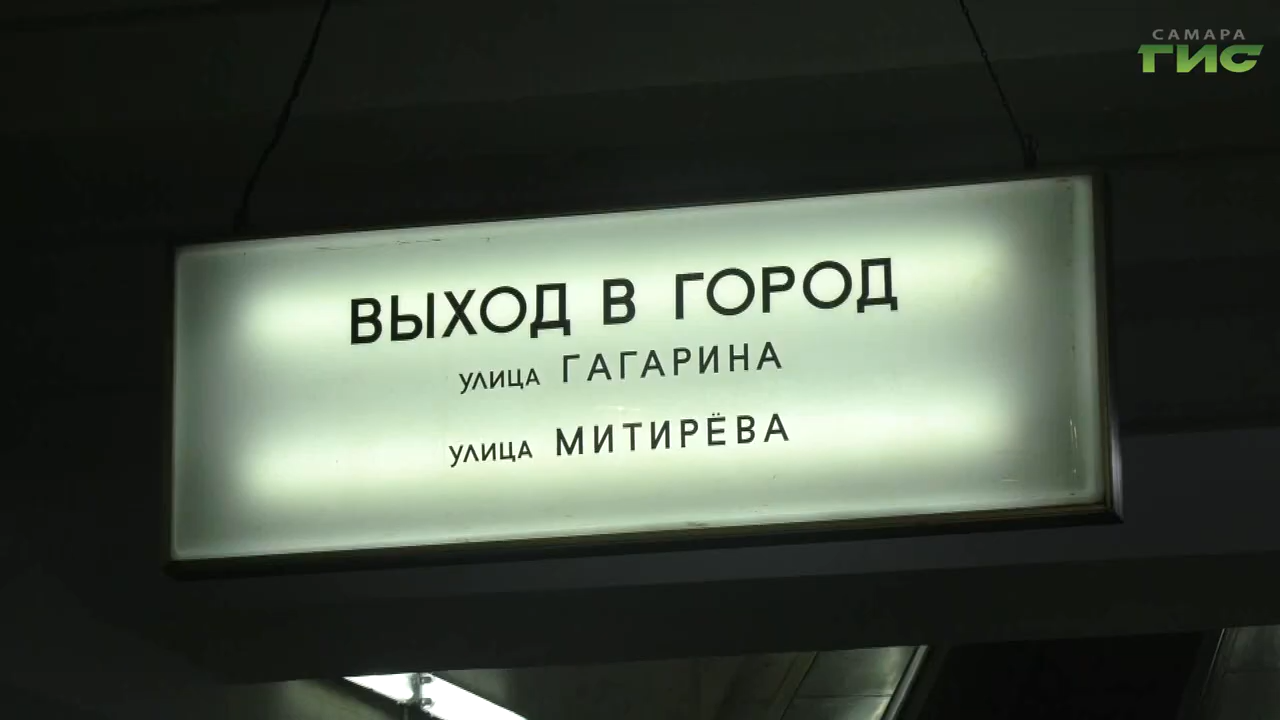 САМАРА
ГИС
ВЫХОД В ГОРОД
УЛИЦА ГАГАРИНА
УЛИЦА МИТИРЁВА